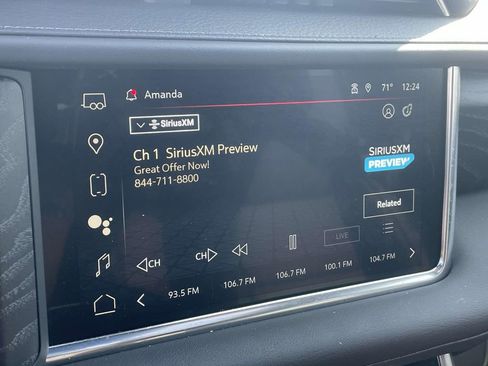 Amanda
71° 12:24
SiriusXM
Ch 1 SiriusXM Preview
Great Offer Now!
844-711-8800
SIRIUSXM
PREVIEW
Related
CH
CH
LIVE
93.5 FM
106.7 FM
106.7 FM
100.1 FM
104.7 FM